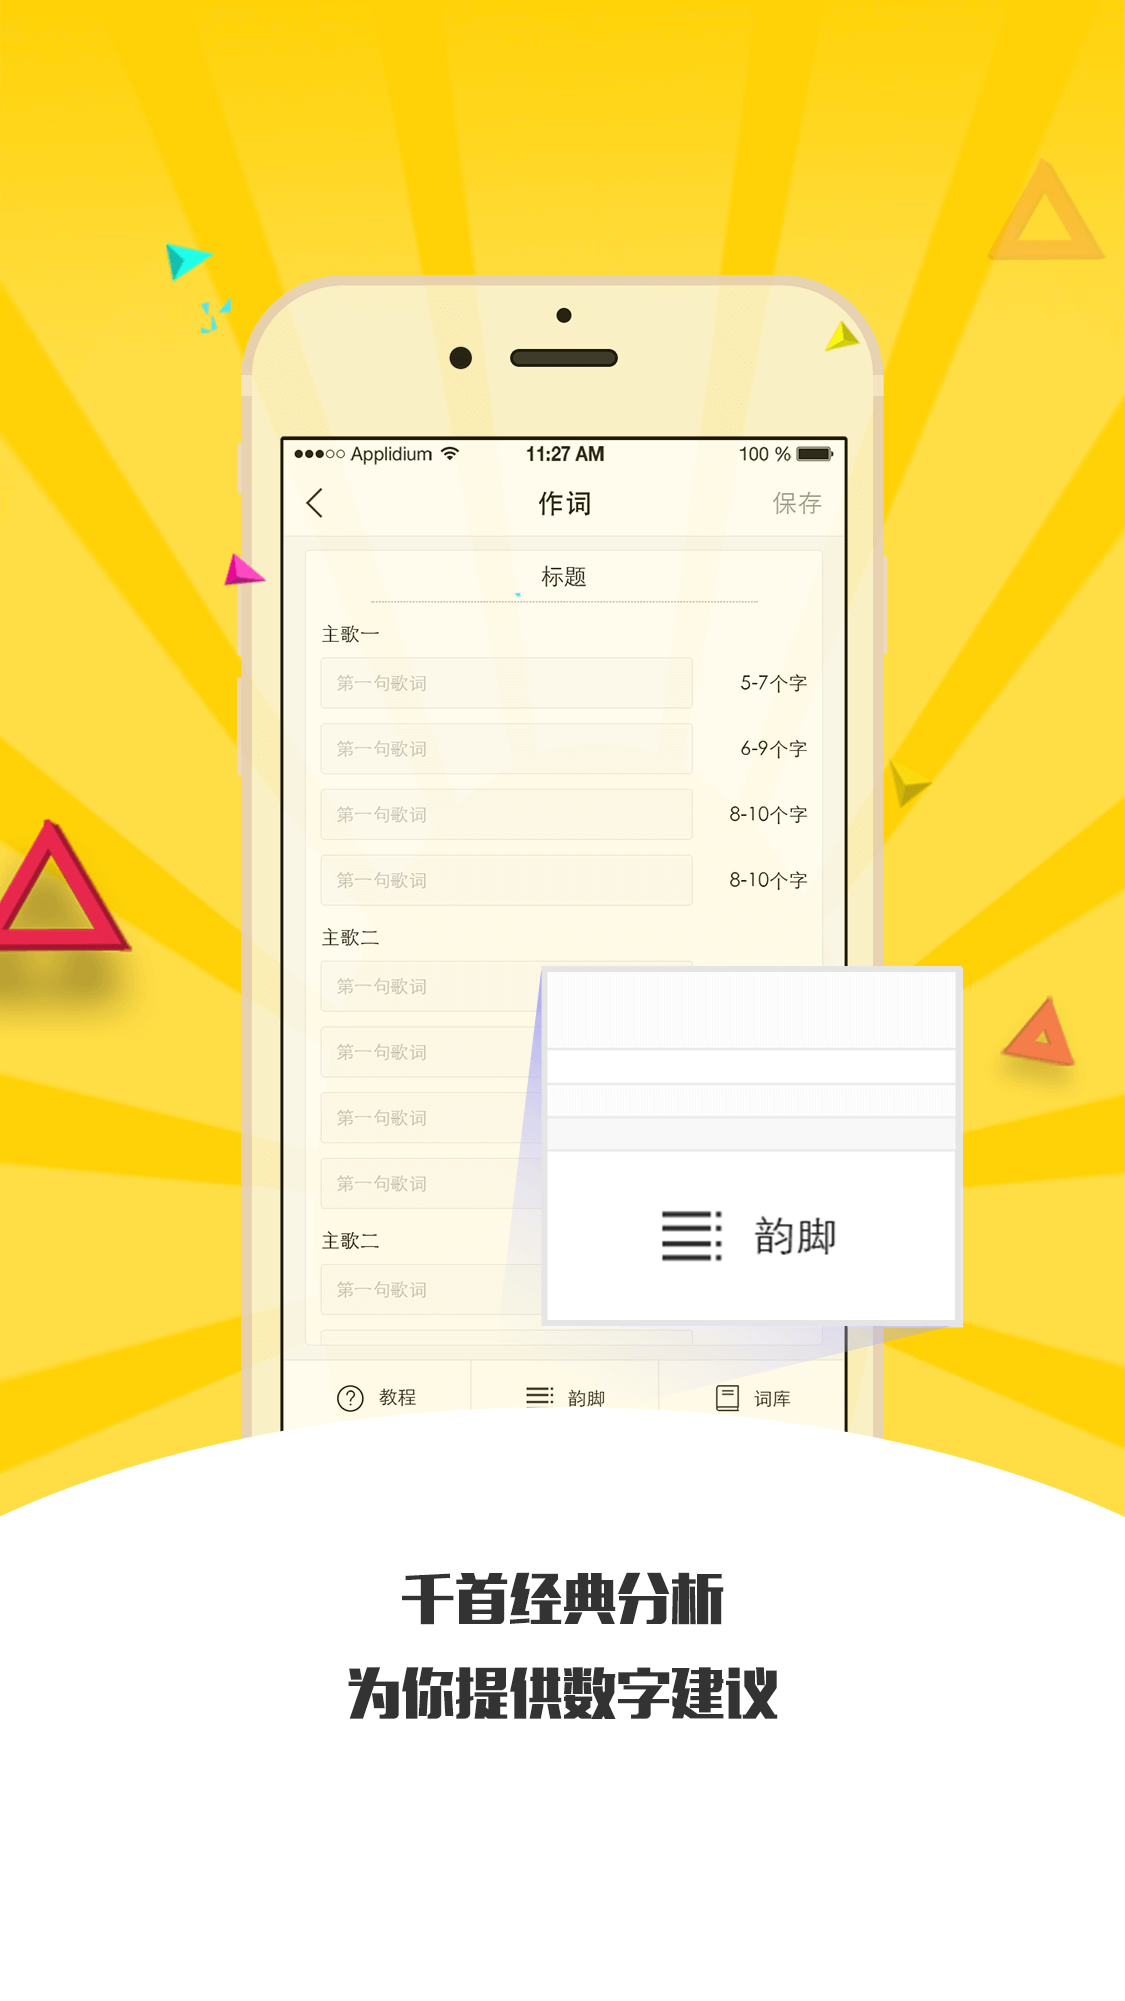 Applidium 11:27 AM 100 %
作词 保存
标题
主歌一
第一句歌词 5-7个字
第一句歌词 6-9个字
第一句歌词 8-10个字
第一句歌词 8-10个字
主歌二
第一句歌词
第一句歌词
第一句歌词
第一句歌词
韵脚
主歌二
第一句歌词
教程 韵脚 词库
千首经典分析
为你提供数字建议